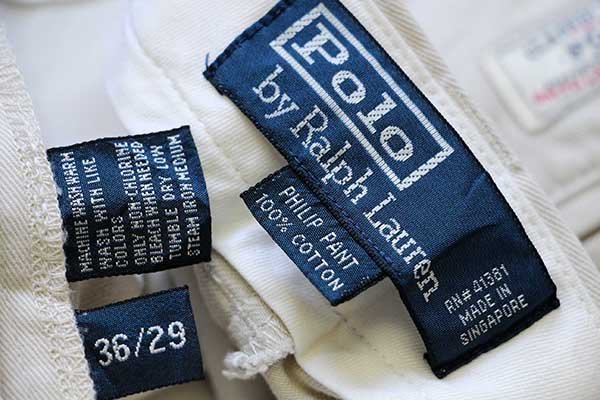 MACHINE WASH WARM
WASH WITH LIKE
COLORS
ONLY NON-CHLORINE
BLEACH WHEN NEEDED
TUMBLE DRY/LOW
STEAM IRON MEDIUM
36/29
Polo
by Ralph Lauren
PHILIP PANT
100% COTTON
RN# 41381
MADE IN
SINGAPORE